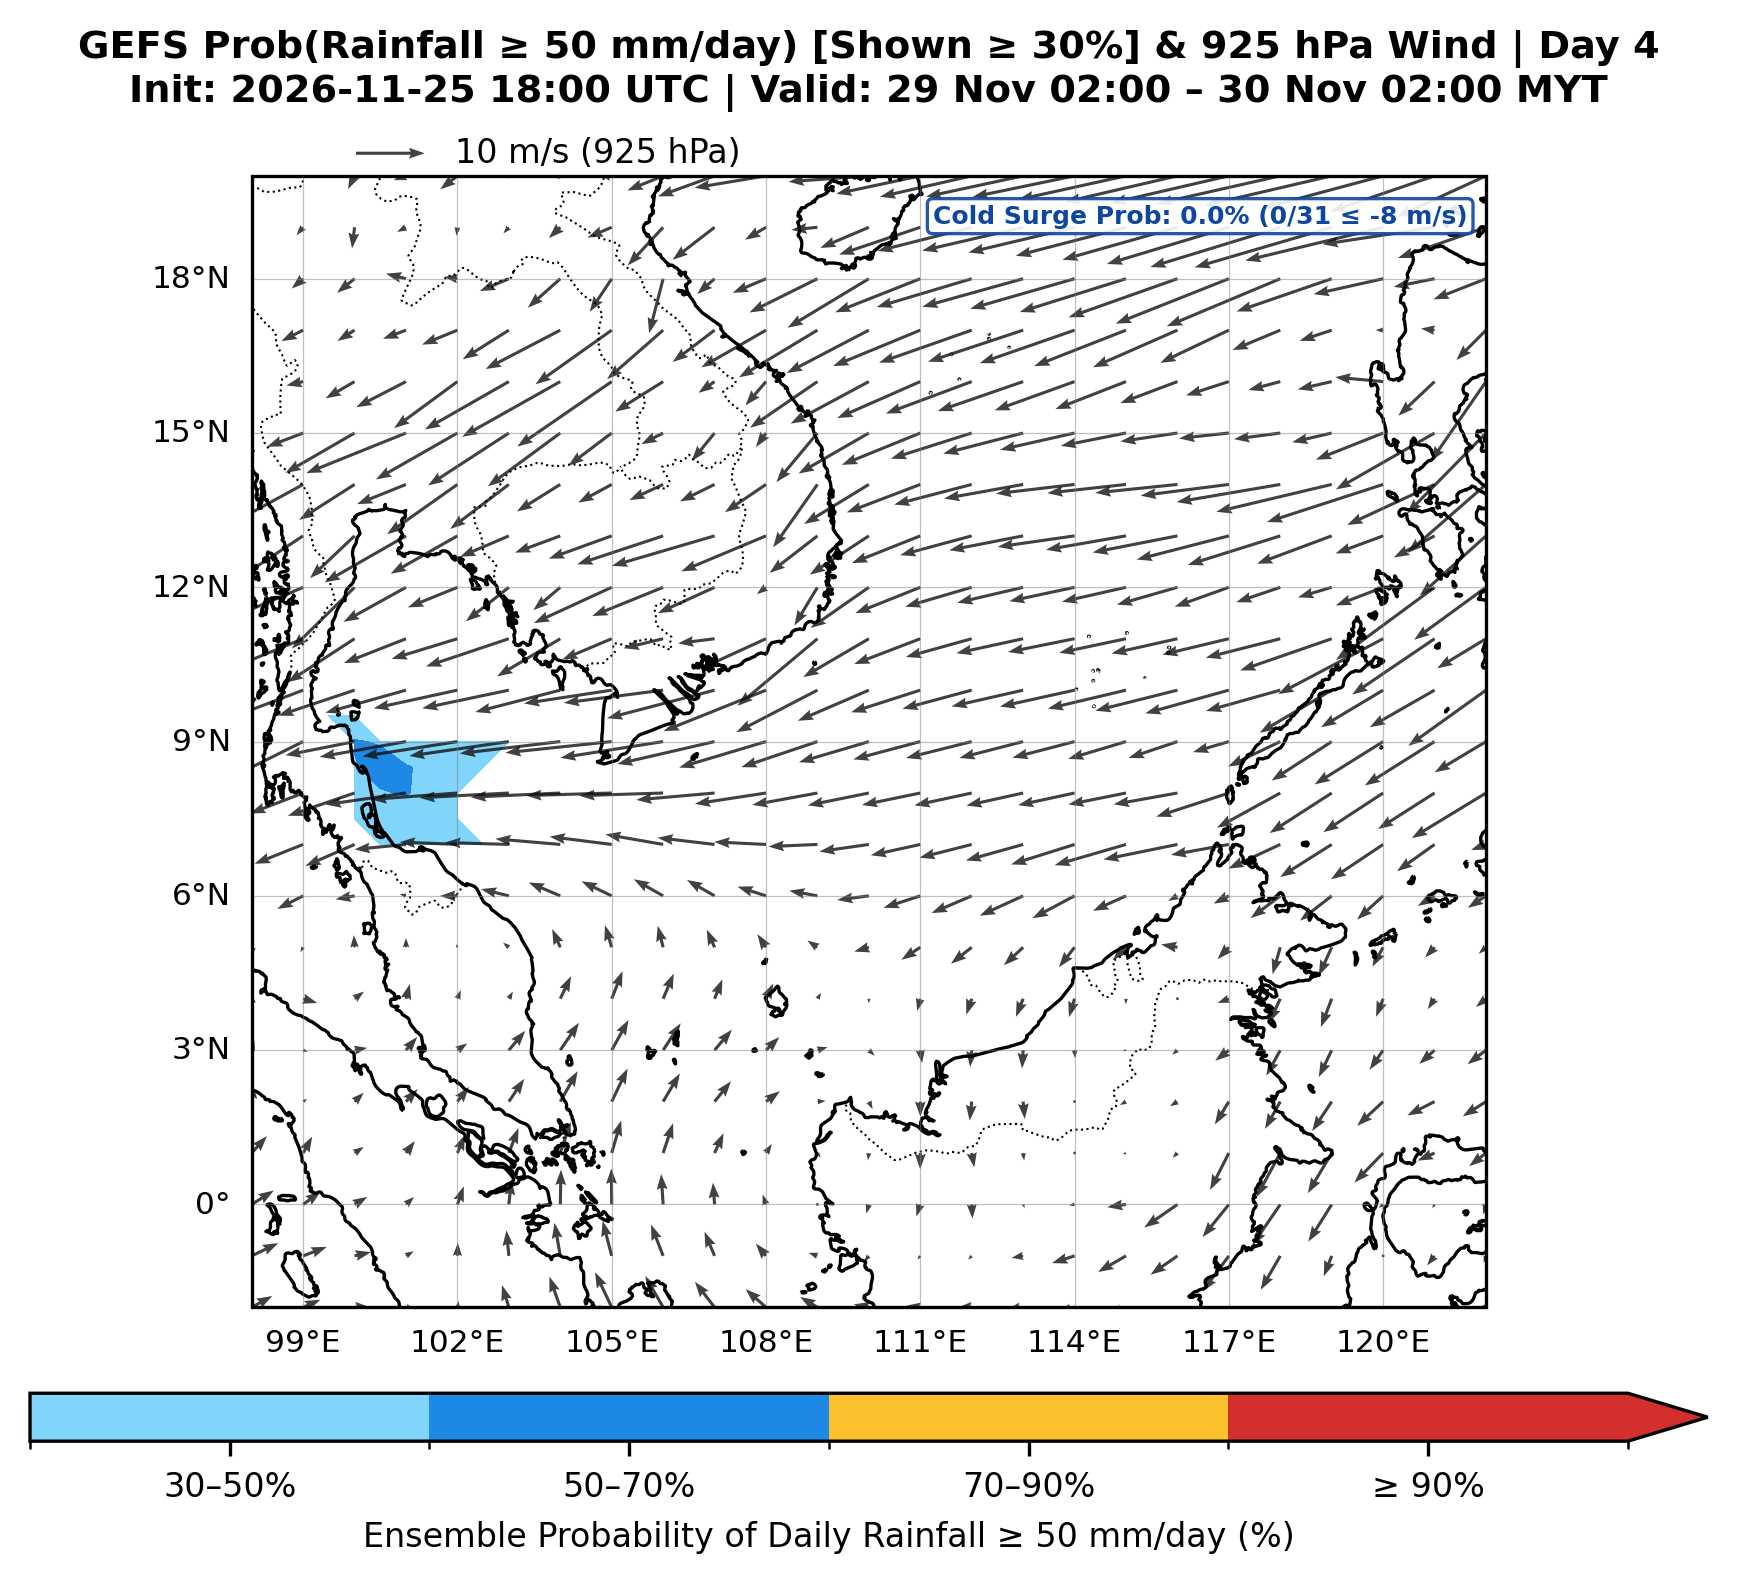 GEFS Prob(Rainfall ≥ 50 mm/day) [Shown ≥ 30%] & 925 hPa Wind | Day 4
Init: 2026-11-25 18:00 UTC | Valid: 29 Nov 02:00 – 30 Nov 02:00 MYT
10 m/s (925 hPa)
Cold Surge Prob: 0.0% (0/31 ≤ -8 m/s)
18°N
15°N
12°N
9°N
6°N
3°N
0°
99°E 102°E 105°E 108°E 111°E 114°E 117°E 120°E
30–50% 50–70% 70–90% ≥ 90%
Ensemble Probability of Daily Rainfall ≥ 50 mm/day (%)